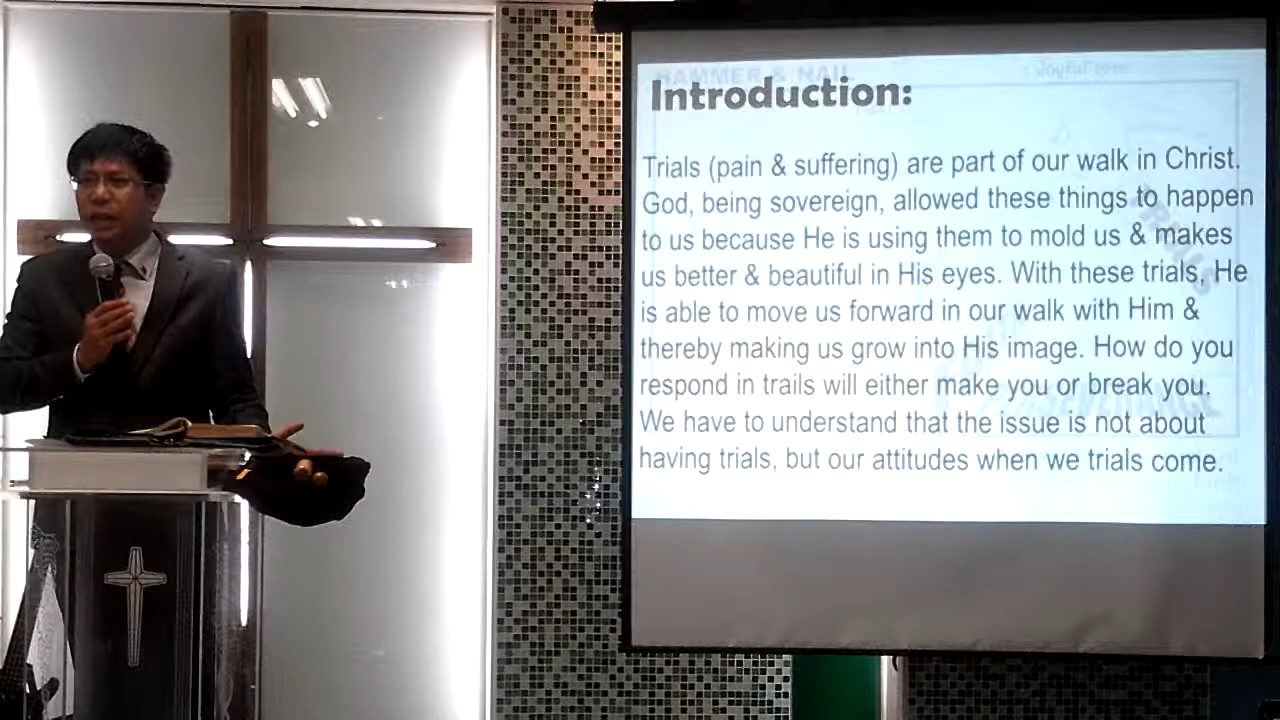 HAMMER & NAIL
Introduction:
Trials (pain & suffering) are part of our walk in Christ.
God, being sovereign, allowed these things to happen
to us because He is using them to mold us & makes
us better & beautiful in His eyes. With these trials, He
is able to move us forward in our walk with Him &
thereby making us grow into His image. How do you
respond in trails will either make you or break you.
We have to understand that the issue is not about
having trials, but our attitudes when we trials come.